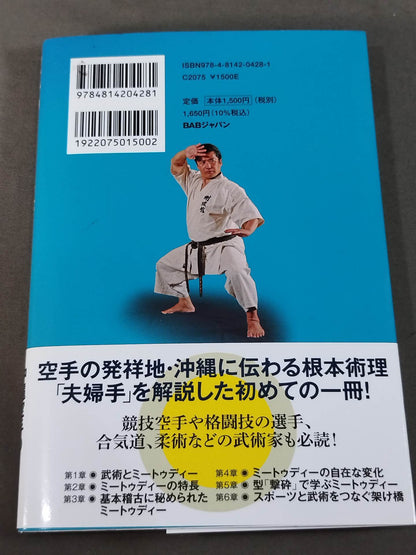 ISBN978-4-8142-0428-1
C2075 ¥1500E
9784814204281
定価 本体1,500円 (税別)
1,650円(10%税込)
BABジャパン
1922075015002
空手の発祥地・沖縄に伝わる根本術理
「夫婦手」を解説した初めての一冊!
競技空手や格闘技の選手、
合気道、柔術などの武術家も必読!
第1章 ● 武術とミートゥディー
第2章 ● ミートゥディーの特長
第3章 ● 基本稽古に秘められた
ミートゥディー
第4章 ● ミートゥディーの自在な変化
第5章 ● 型「撃砕」で学ぶミートゥディー
第6章 ● スポーツと武術をつなぐ架け橋